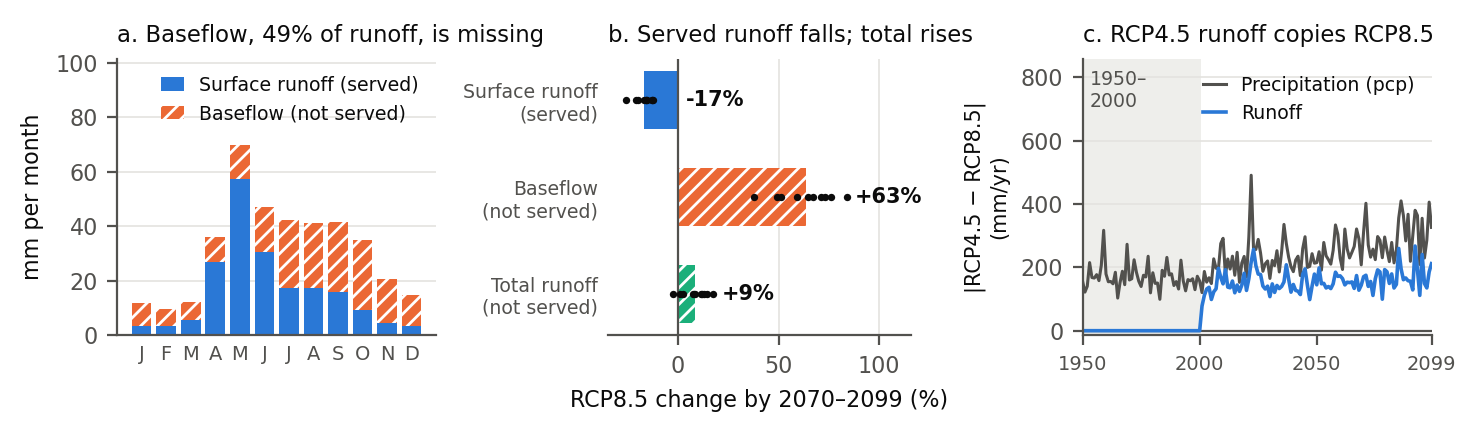 a. Baseflow, 49% of runoff, is missing
mm per month
100
80
60
40
20
0
Surface runoff (served)
Baseflow (not served)
J F M A M J J A S O N D
b. Served runoff falls; total rises
Surface runoff
(served)
-17%
Baseflow
(not served)
+63%
Total runoff
(not served)
+9%
0 50 100
RCP8.5 change by 2070–2099 (%)
c. RCP4.5 runoff copies RCP8.5
|RCP4.5 − RCP8.5|
(mm/yr)
800
600
400
200
0
1950–
2000
Precipitation (pcp)
Runoff
1950 2000 2050 2099